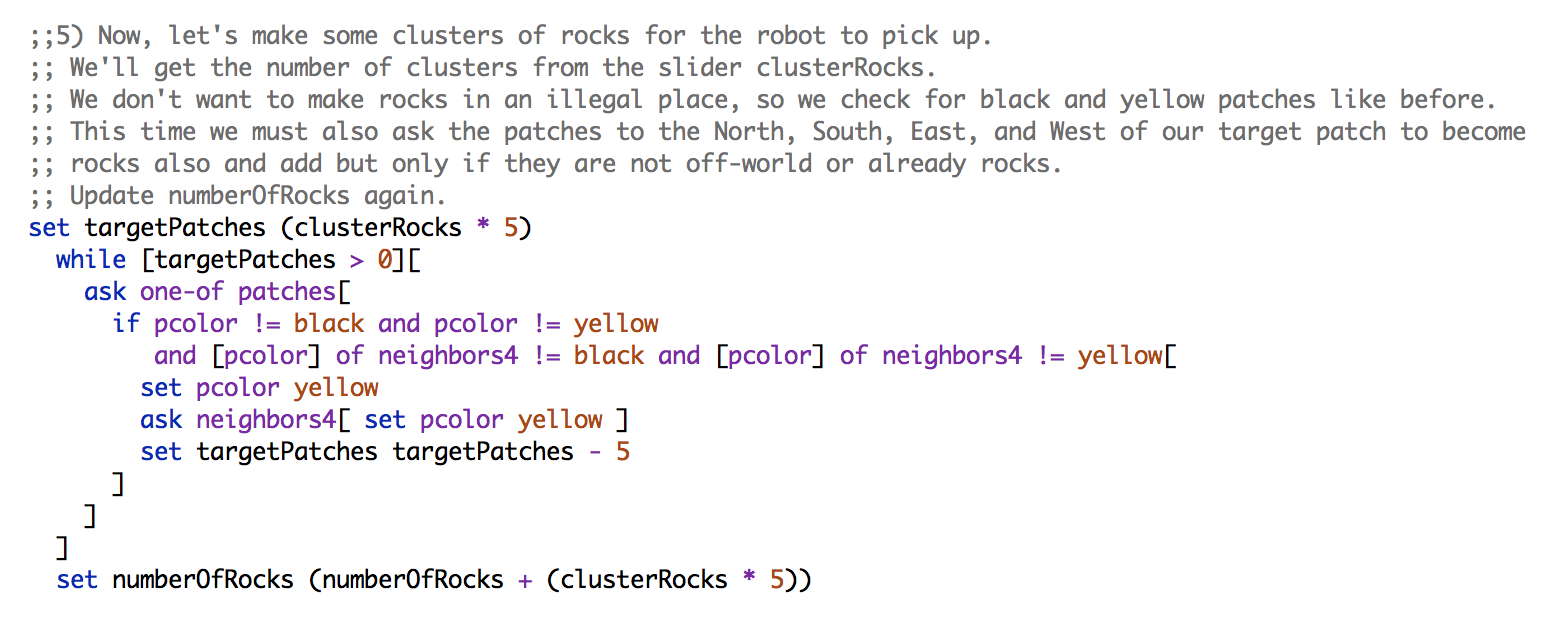 ;;5) Now, let's make some clusters of rocks for the robot to pick up.
;; We'll get the number of clusters from the slider clusterRocks.
;; We don't want to make rocks in an illegal place, so we check for black and yellow patches like before.
;; This time we must also ask the patches to the North, South, East, and West of our target patch to become
;; rocks also and add but only if they are not off-world or already rocks.
;; Update numberOfRocks again.
set targetPatches (clusterRocks * 5)
  while [targetPatches > 0][
    ask one-of patches[
      if pcolor != black and pcolor != yellow
         and [pcolor] of neighbors4 != black and [pcolor] of neighbors4 != yellow[
        set pcolor yellow
        ask neighbors4[ set pcolor yellow ]
        set targetPatches targetPatches - 5
      ]
    ]
  ]
  set numberOfRocks (numberOfRocks + (clusterRocks * 5))